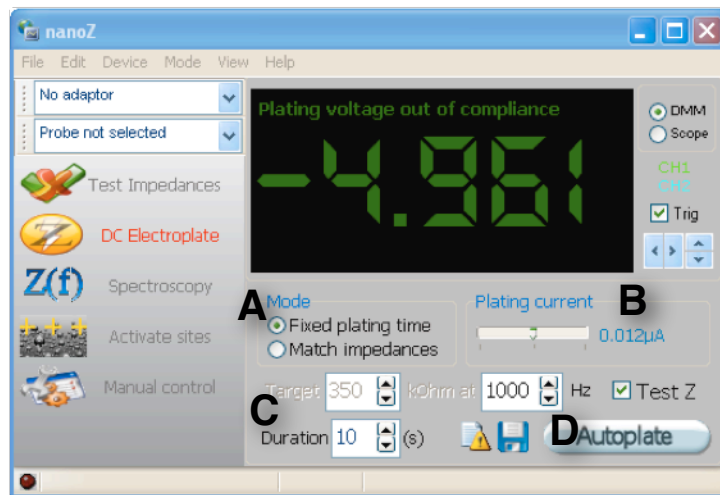 nanoZ
File Edit Device Mode View Help
No adaptor
Probe not selected
Test Impedances
DC Electroplate
Z(f) Spectroscopy
Activate sites
Manual control
Plating voltage out of compliance
-4.961
DMM
Scope
CH1
CH2
Trig
A
Mode
Fixed plating time
Match impedances
Plating current
B
0.012µA
Target 350 kOhm at 1000 Hz Test Z
C
Duration 10 (s)
D Autoplate